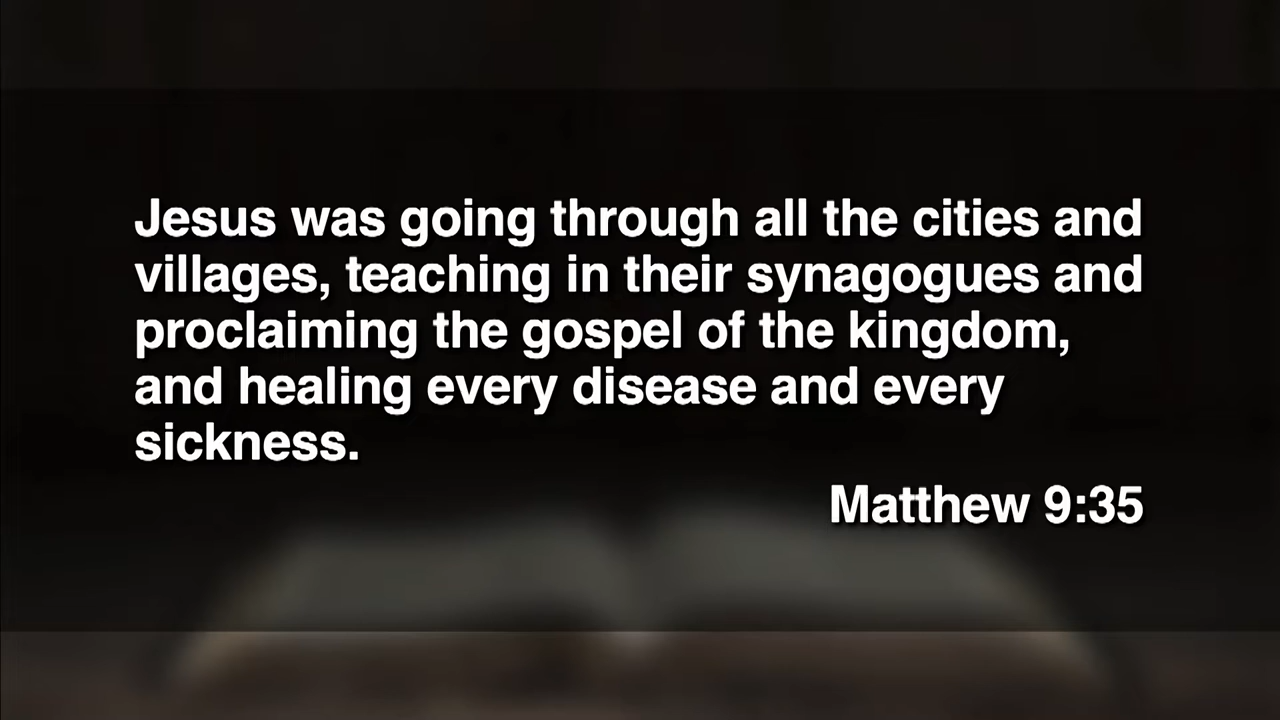 Jesus was going through all the cities and
villages, teaching in their synagogues and
proclaiming the gospel of the kingdom,
and healing every disease and every
sickness.
Matthew 9:35